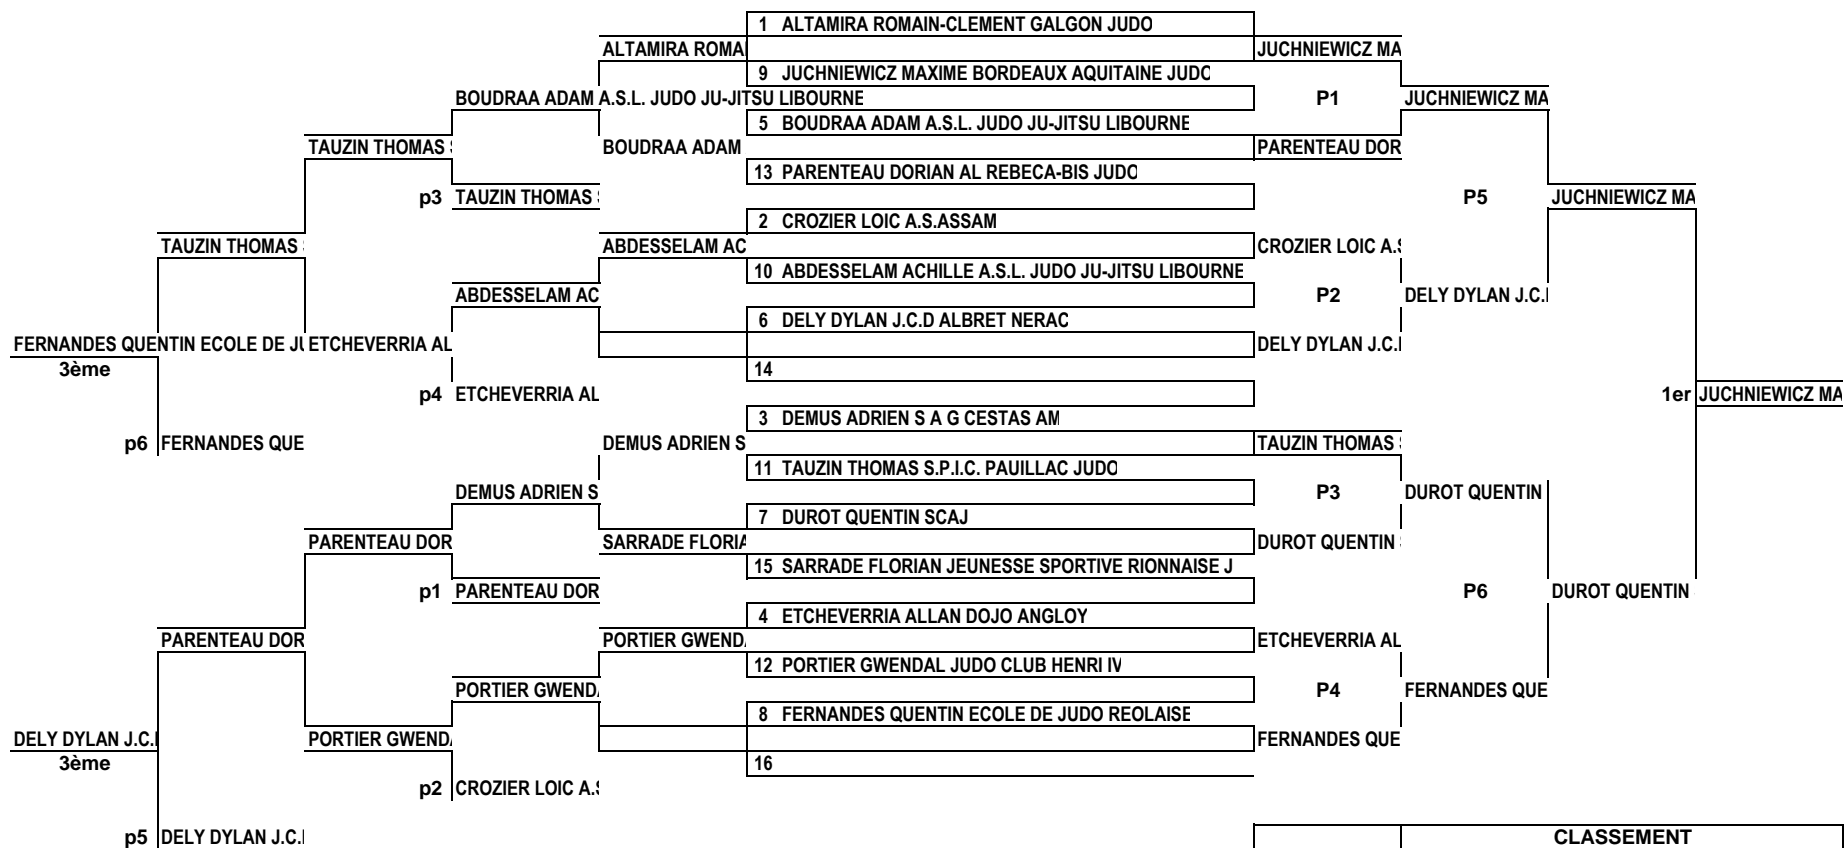 1 ALTAMIRA ROMAIN-CLEMENT GALGON JUDO
ALTAMIRA ROMAI JUCHNIEWICZ MA
9 JUCHNIEWICZ MAXIME BORDEAUX AQUITAINE JUDO
BOUDRAA ADAM A.S.L. JUDO JU-JITSU LIBOURNE P1 JUCHNIEWICZ MA
5 BOUDRAA ADAM A.S.L. JUDO JU-JITSU LIBOURNE
TAUZIN THOMAS S BOUDRAA ADAM PARENTEAU DOR
13 PARENTEAU DORIAN AL REBECA-BIS JUDO
p3 TAUZIN THOMAS S P5 JUCHNIEWICZ MA
2 CROZIER LOIC A.S.ASSAM
TAUZIN THOMAS S ABDESSELAM AC CROZIER LOIC A.S
10 ABDESSELAM ACHILLE A.S.L. JUDO JU-JITSU LIBOURNE
ABDESSELAM AC P2 DELY DYLAN J.C.D
6 DELY DYLAN J.C.D ALBRET NERAC
FERNANDES QUENTIN ECOLE DE JU ETCHEVERRIA AL DELY DYLAN J.C.D
3ème 14
p4 ETCHEVERRIA AL 1er JUCHNIEWICZ MA
3 DEMUS ADRIEN S A G CESTAS AM
p6 FERNANDES QUE DEMUS ADRIEN S TAUZIN THOMAS S
11 TAUZIN THOMAS S.P.I.C. PAUILLAC JUDO
DEMUS ADRIEN S P3 DUROT QUENTIN
7 DUROT QUENTIN SCAJ
PARENTEAU DOR SARRADE FLORIA DUROT QUENTIN S
15 SARRADE FLORIAN JEUNESSE SPORTIVE RIONNAISE J
p1 PARENTEAU DOR P6 DUROT QUENTIN
4 ETCHEVERRIA ALLAN DOJO ANGLOY
PARENTEAU DOR PORTIER GWENDA ETCHEVERRIA AL
12 PORTIER GWENDAL JUDO CLUB HENRI IV
PORTIER GWENDA P4 FERNANDES QUE
8 FERNANDES QUENTIN ECOLE DE JUDO REOLAISE
DELY DYLAN J.C.D PORTIER GWENDA FERNANDES QUE
3ème 16
p2 CROZIER LOIC A.S
p5 DELY DYLAN J.C.D CLASSEMENT